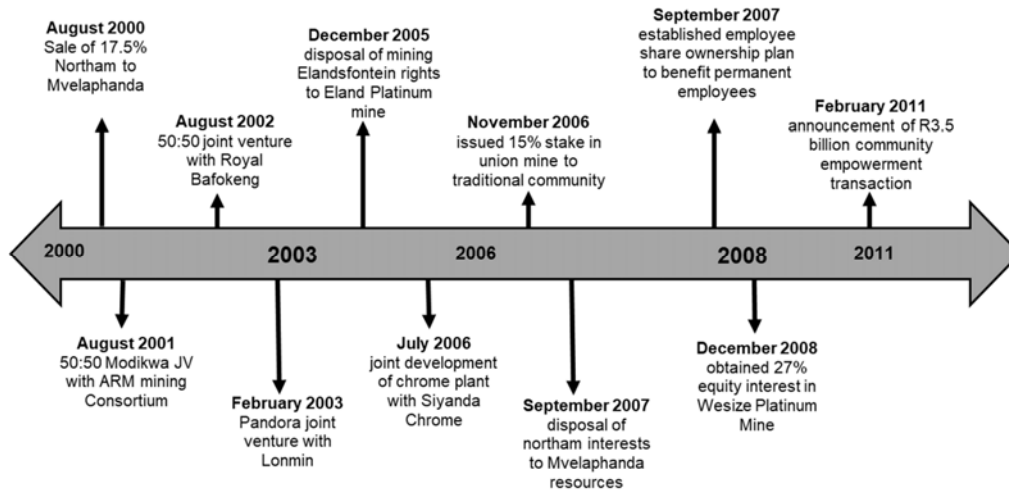 August 2000
Sale of 17.5%
Northam to
Mvelaphanda
August 2002
50:50 joint venture
with Royal
Bafokeng
December 2005
disposal of mining
Elandsfontein rights
to Eland Platinum
mine
November 2006
issued 15% stake in
union mine to
traditional community
September 2007
established employee
share ownership plan
to benefit permanent
employees
February 2011
announcement of R3.5
billion community
empowerment
transaction
2000
2003
2006
2008
2011
August 2001
50:50 Modikwa JV
with ARM mining
Consortium
February 2003
Pandora joint
venture with
Lonmin
July 2006
joint development
of chrome plant
with Siyanda
Chrome
September 2007
disposal of
northam interests
to Mvelaphanda
resources
December 2008
obtained 27%
equity interest in
Wesize Platinum
Mine